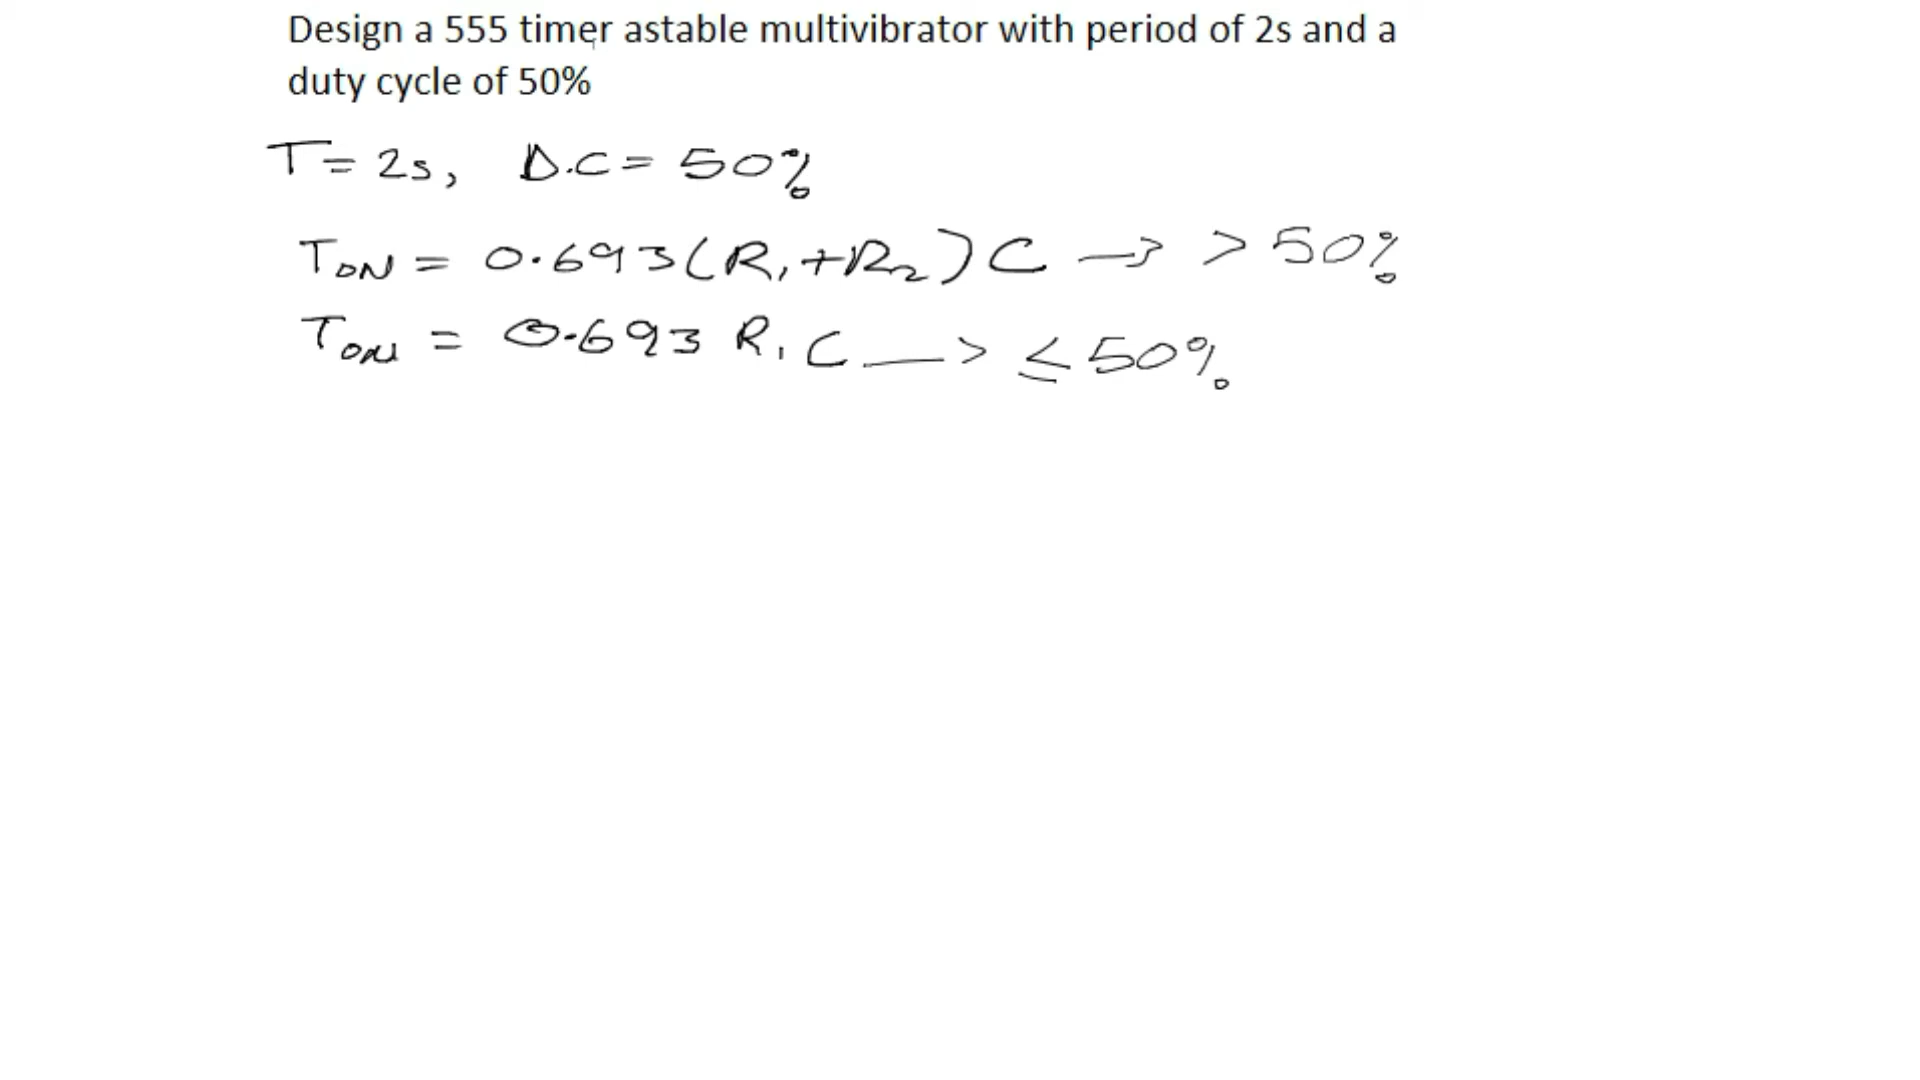 Design a 555 timer astable multivibrator with period of 2s and a
duty cycle of 50%
T = 2s, D.C = 50%
TON = 0.693(R1+R2)C → > 50%
TON = 0.693 R1 C → ≤ 50%